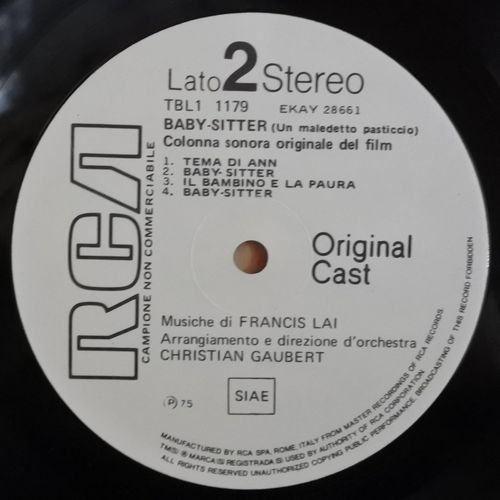 Lato 2 Stereo
TBL1 1179 EKAY 28661
BABY-SITTER (Un maledetto pasticcio)
Colonna sonora originale del film
1. TEMA DI ANN
2. BABY-SITTER
3. IL BAMBINO E LA PAURA
4. BABY-SITTER
RCA
CAMPIONE NON COMMERCIABILE
Original
Cast
Musiche di FRANCIS LAI
Arrangiamento e direzione d'orchestra
CHRISTIAN GAUBERT
℗ 75
SIAE
MANUFACTURED BY RCA SPA, ROME, ITALY FROM MASTER RECORDINGS OF RCA RECORDS
TM(S) ® MARCA(S) REGISTRADA(S) USED BY AUTHORITY OF RCA CORPORATION
ALL RIGHTS RESERVED UNAUTHORIZED COPYING PUBLIC PERFORMANCE, BROADCASTING OF THIS RECORD FORBIDDEN